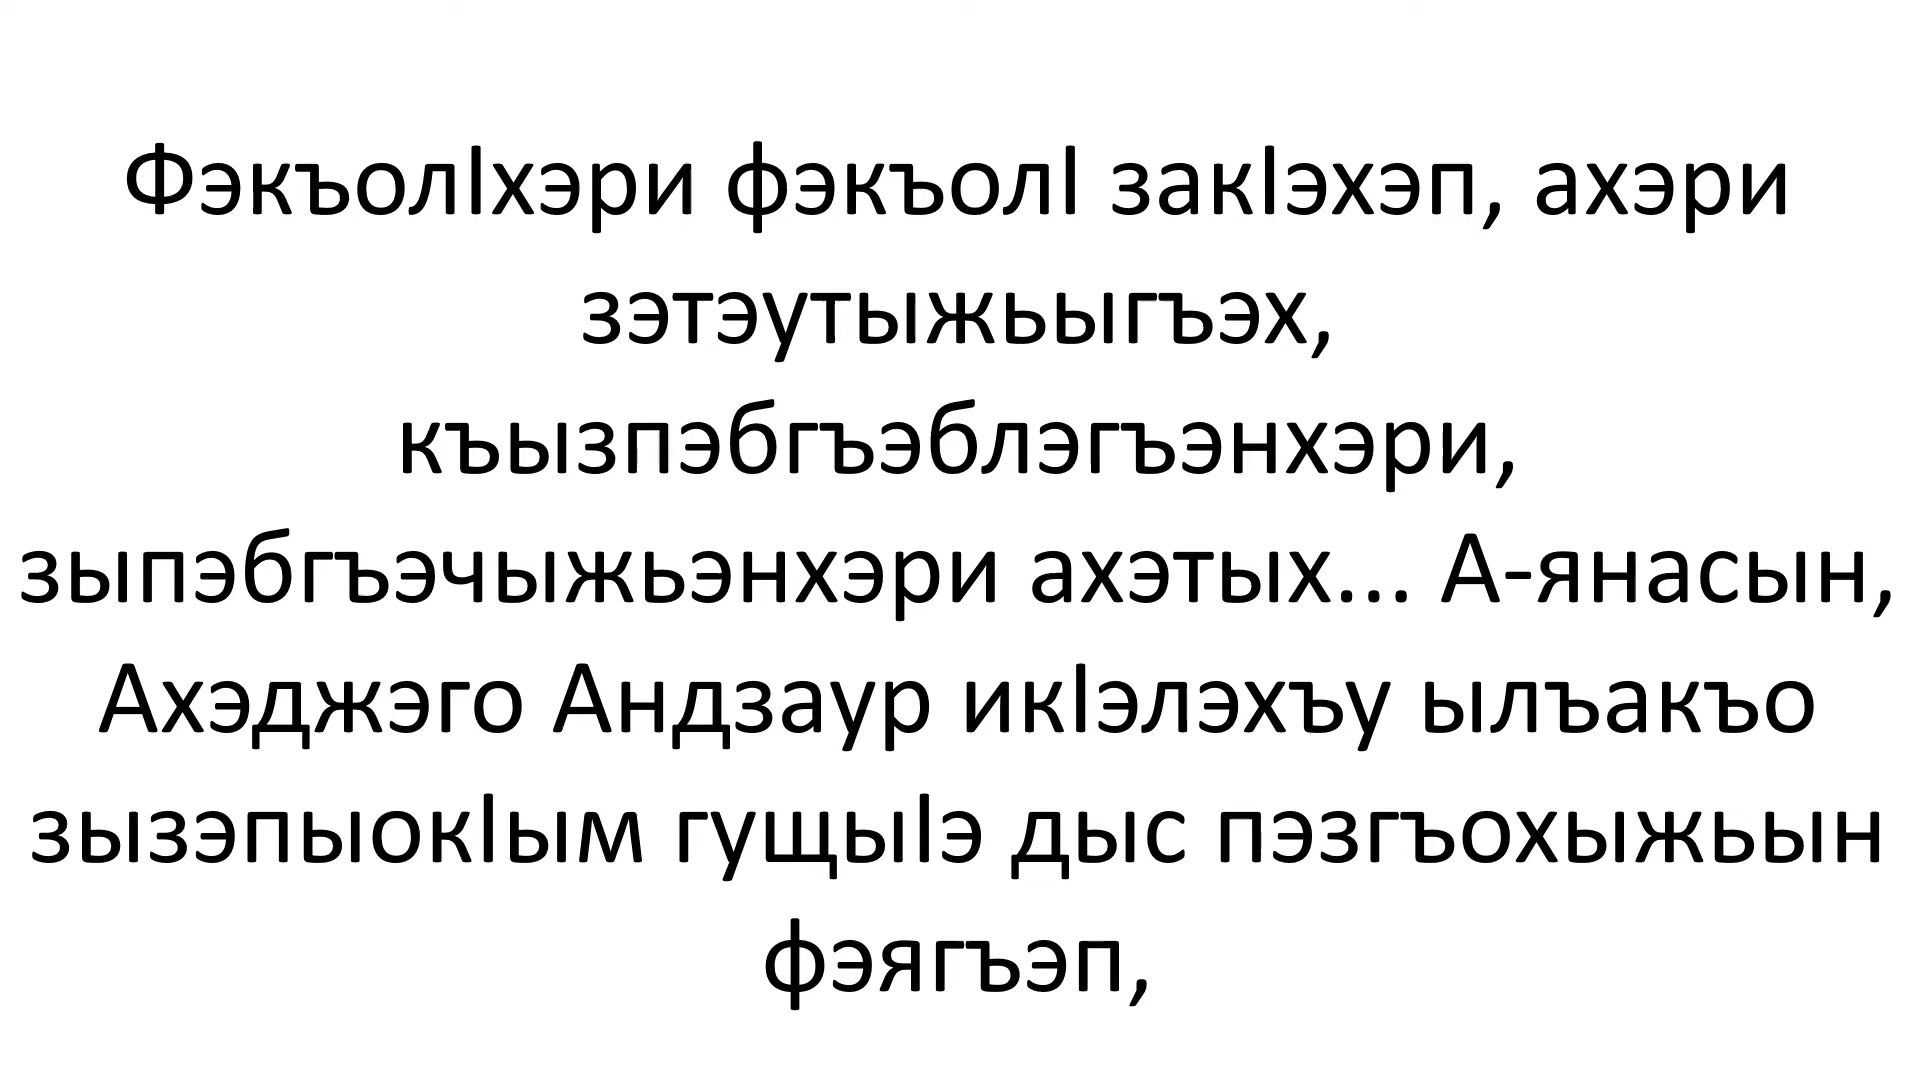 ФэкъолӀхэри фэкъолӀ закӀэхэп, ахэри
зэтэутыжьыгъэх,
къызпэбгъэблэгъэнхэри,
зыпэбгъэчыжьэнхэри ахэтых... А-янасын,
Ахэджэго Андзаур икӀэлэхъу ылъакъо
зызэпыокӀым гущыӀэ дыс пэзгъохыжьын
фэягъэп,